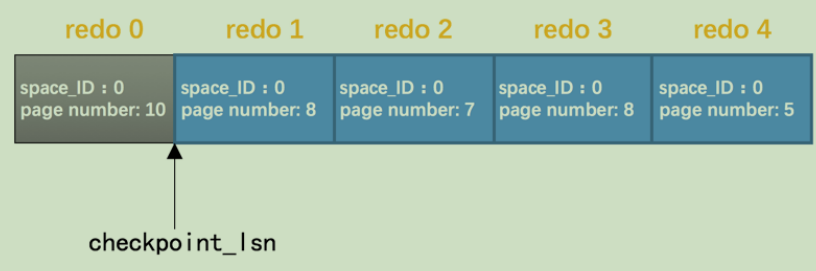 redo 0 redo 1 redo 2 redo 3 redo 4
space_ID : 0 space_ID : 0 space_ID : 0 space_ID : 0 space_ID : 0
page number: 10 page number: 8 page number: 7 page number: 8 page number: 5
checkpoint_lsn